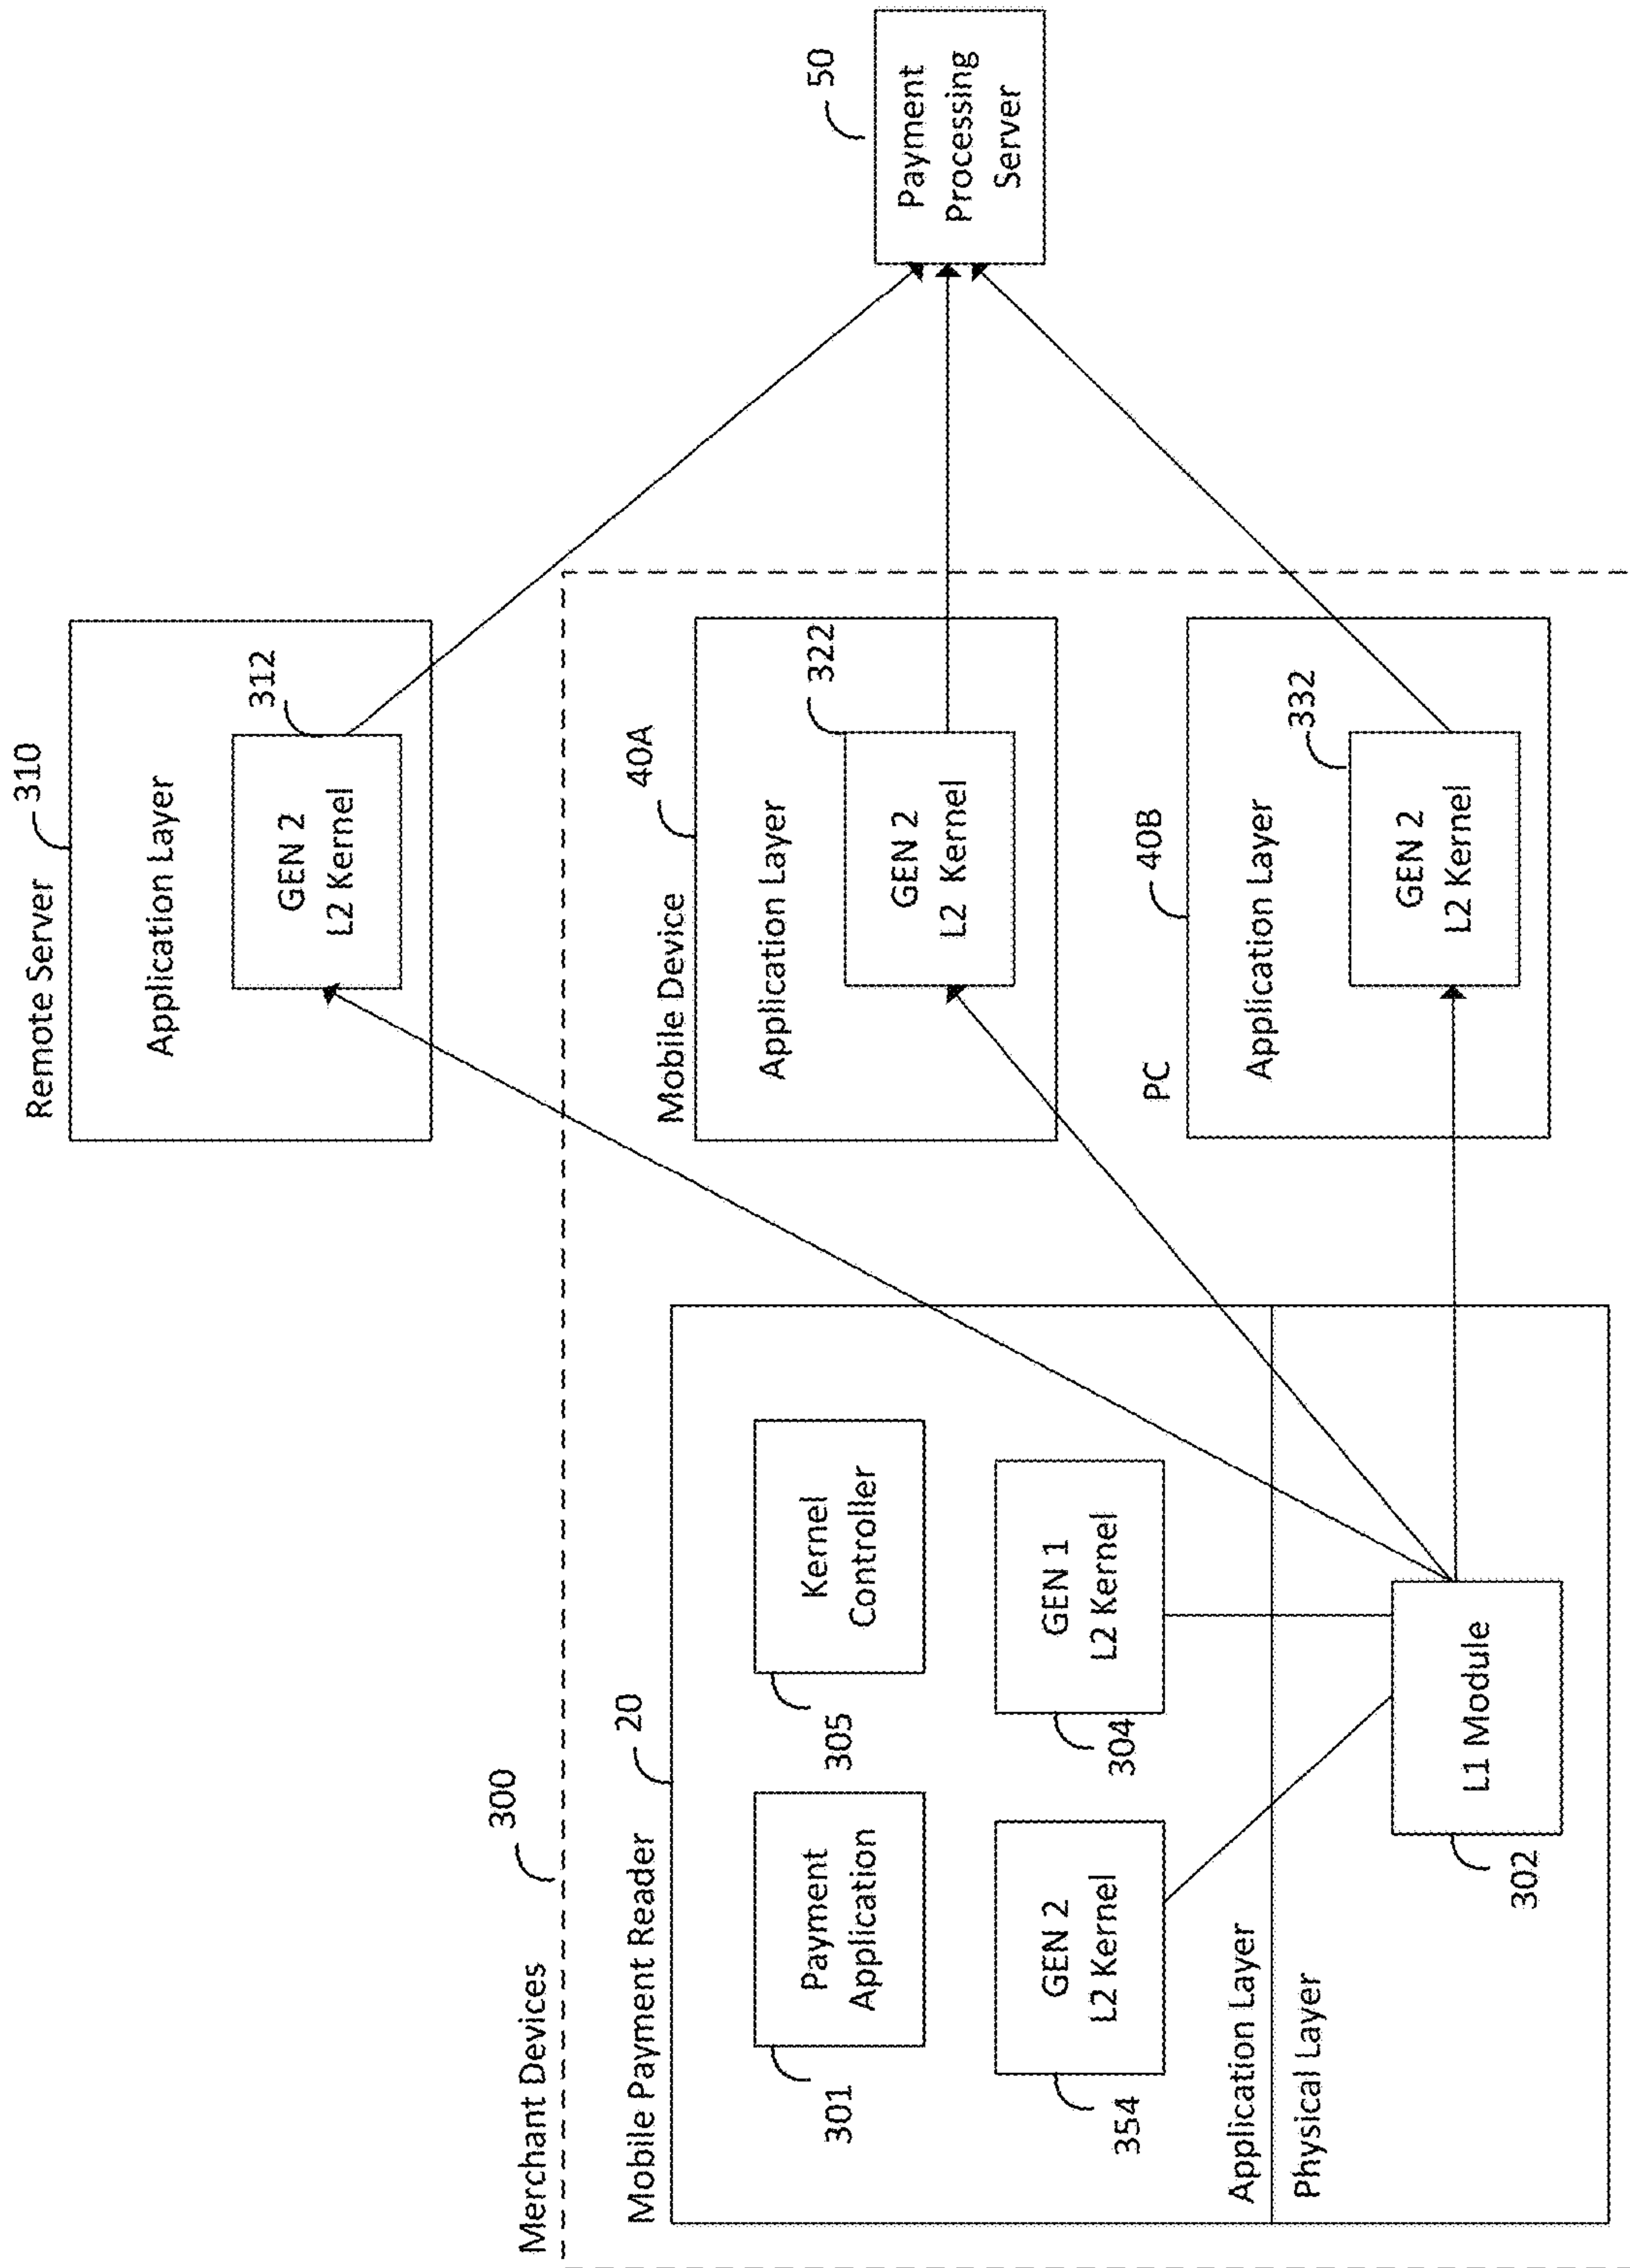 Remote Server
310
Application Layer
312
GEN 2
L2 Kernel
Merchant Devices
300
Mobile Payment Reader
20
301
Payment
Application
305
Kernel
Controller
354
GEN 2
L2 Kernel
304
GEN 1
L2 Kernel
Application Layer
Physical Layer
302
L1 Module
Mobile Device
40A
Application Layer
322
GEN 2
L2 Kernel
PC
40B
Application Layer
332
GEN 2
L2 Kernel
50
Payment
Processing
Server